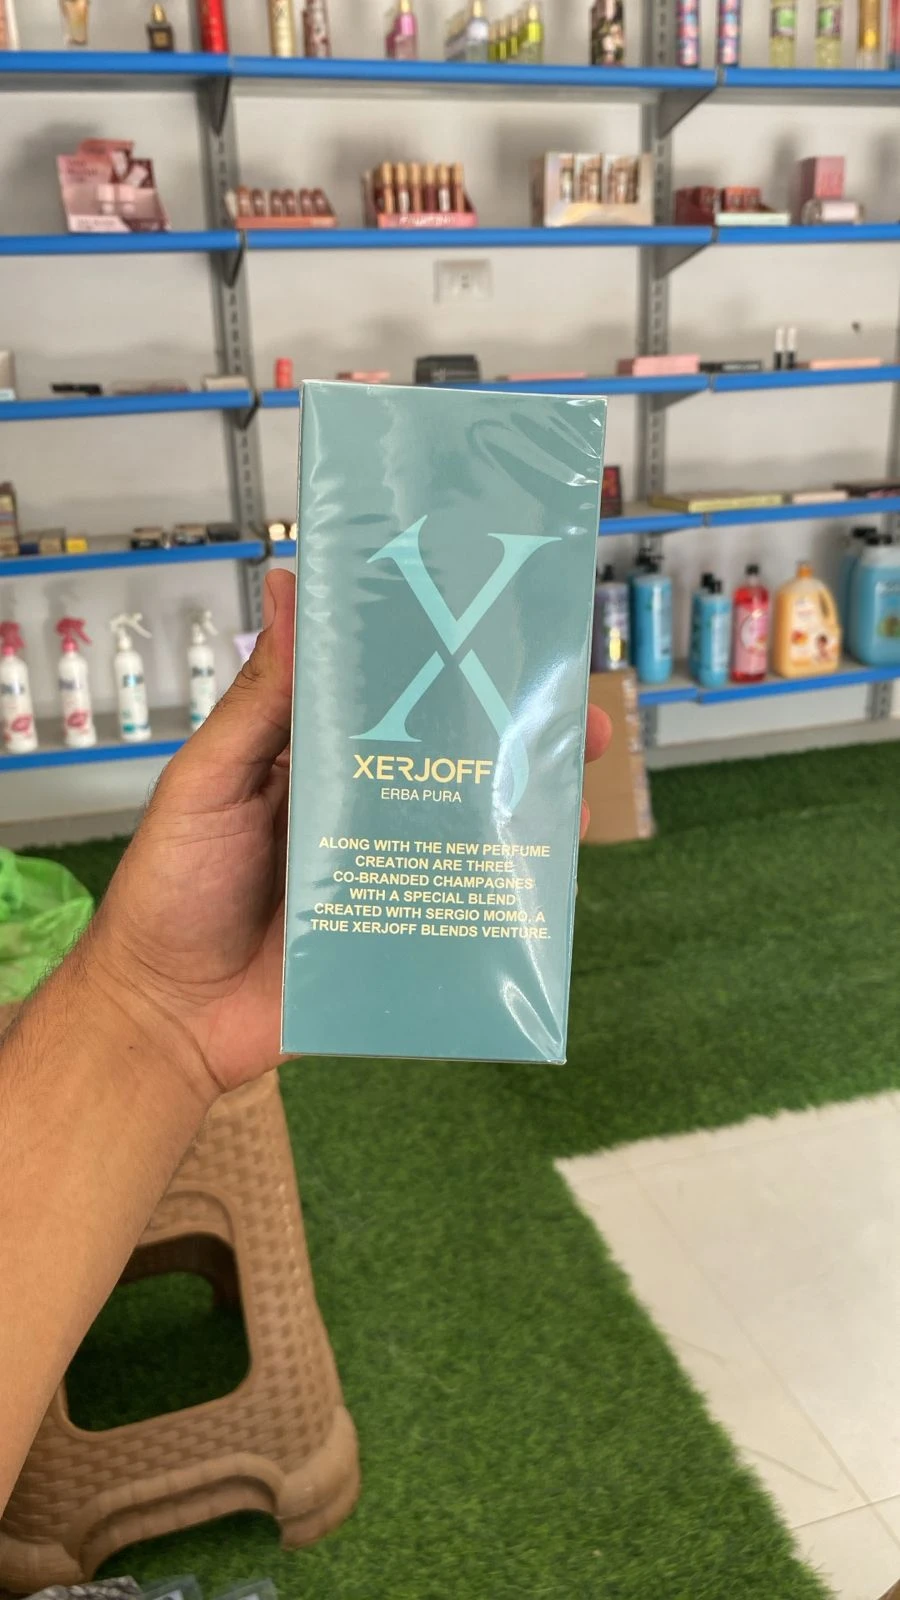 XERJOFF
ERBA PURA
ALONG WITH THE NEW PERFUME
CREATION ARE THREE
CO-BRANDED CHAMPAGNES
WITH A SPECIAL BLEND
CREATED WITH SERGIO MOMO, A
TRUE XERJOFF BLENDS VENTURE.